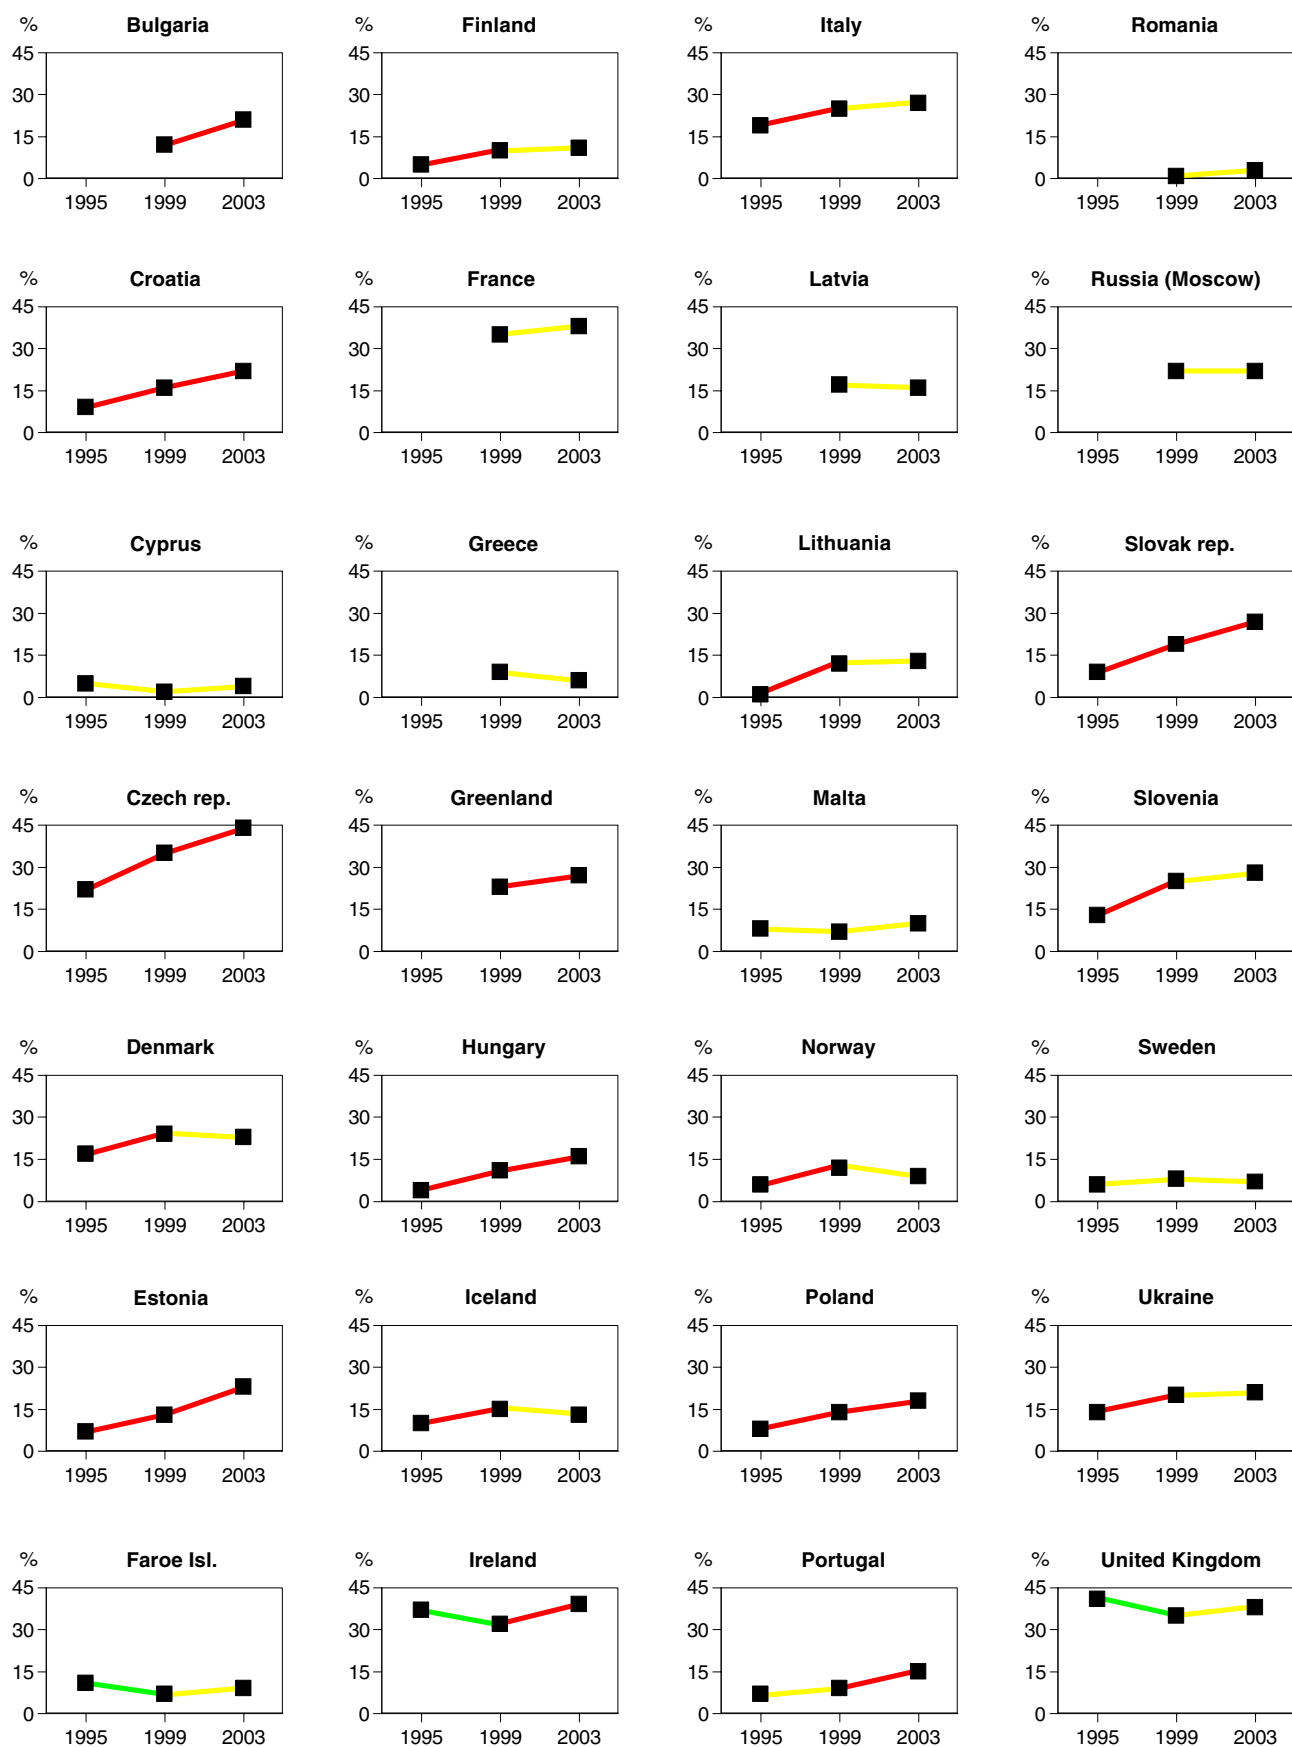 % Bulgaria % Finland % Italy % Romania
45 45 45 45
30 30 30 30
15 15 15 15
0 0 0 0
1995 1999 2003 1995 1999 2003 1995 1999 2003 1995 1999 2003
% Croatia % France % Latvia % Russia (Moscow)
45 45 45 45
30 30 30 30
15 15 15 15
0 0 0 0
1995 1999 2003 1995 1999 2003 1995 1999 2003 1995 1999 2003
% Cyprus % Greece % Lithuania % Slovak rep.
45 45 45 45
30 30 30 30
15 15 15 15
0 0 0 0
1995 1999 2003 1995 1999 2003 1995 1999 2003 1995 1999 2003
% Czech rep. % Greenland % Malta % Slovenia
45 45 45 45
30 30 30 30
15 15 15 15
0 0 0 0
1995 1999 2003 1995 1999 2003 1995 1999 2003 1995 1999 2003
% Denmark % Hungary % Norway % Sweden
45 45 45 45
30 30 30 30
15 15 15 15
0 0 0 0
1995 1999 2003 1995 1999 2003 1995 1999 2003 1995 1999 2003
% Estonia % Iceland % Poland % Ukraine
45 45 45 45
30 30 30 30
15 15 15 15
0 0 0 0
1995 1999 2003 1995 1999 2003 1995 1999 2003 1995 1999 2003
% Faroe Isl. % Ireland % Portugal % United Kingdom
45 45 45 45
30 30 30 30
15 15 15 15
0 0 0 0
1995 1999 2003 1995 1999 2003 1995 1999 2003 1995 1999 2003